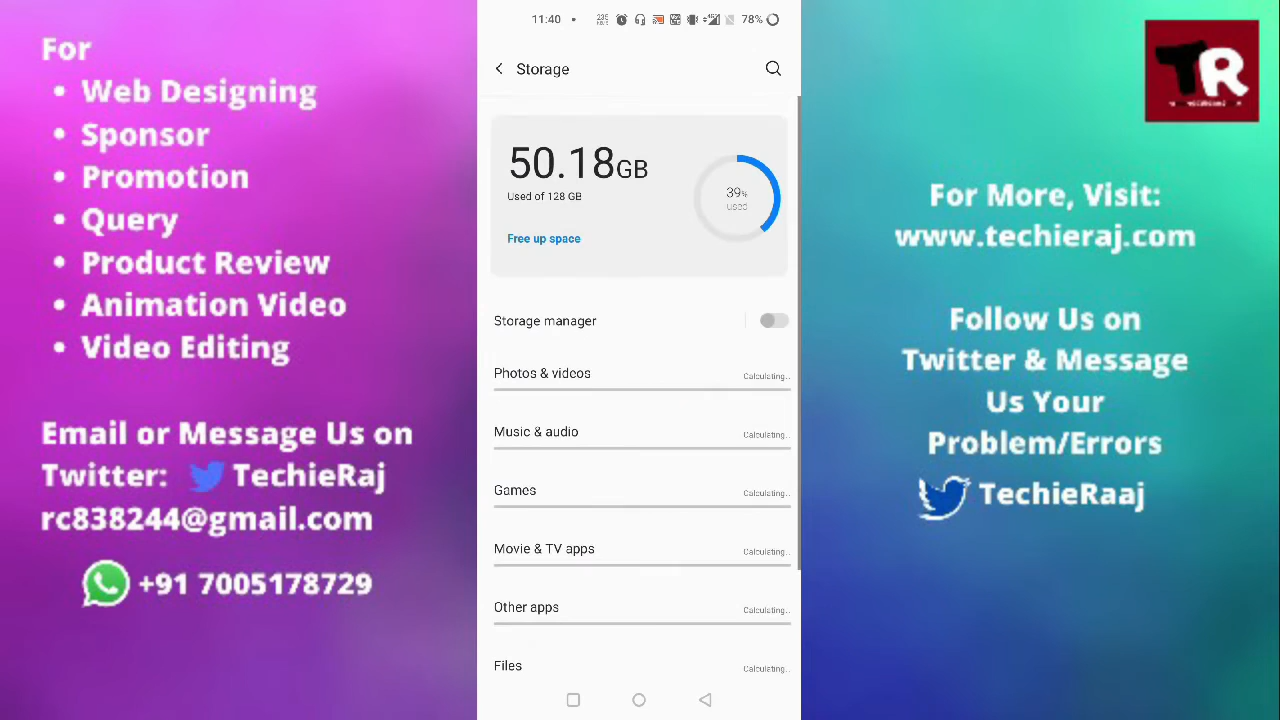 For
• Web Designing
• Sponsor
• Promotion
• Query
• Product Review
• Animation Video
• Video Editing
Email or Message Us on
Twitter: TechieRaj
rc838244@gmail.com
+91 7005178729
11:40
78%
Storage
50.18GB
Used of 128 GB
39%
used
Free up space
Storage manager
Photos & videos Calculating..
Music & audio Calculating..
Games Calculating..
Movie & TV apps Calculating..
Other apps Calculating..
Files Calculating..
TR
For More, Visit:
www.techieraj.com
Follow Us on
Twitter & Message
Us Your
Problem/Errors
TechieRaaj